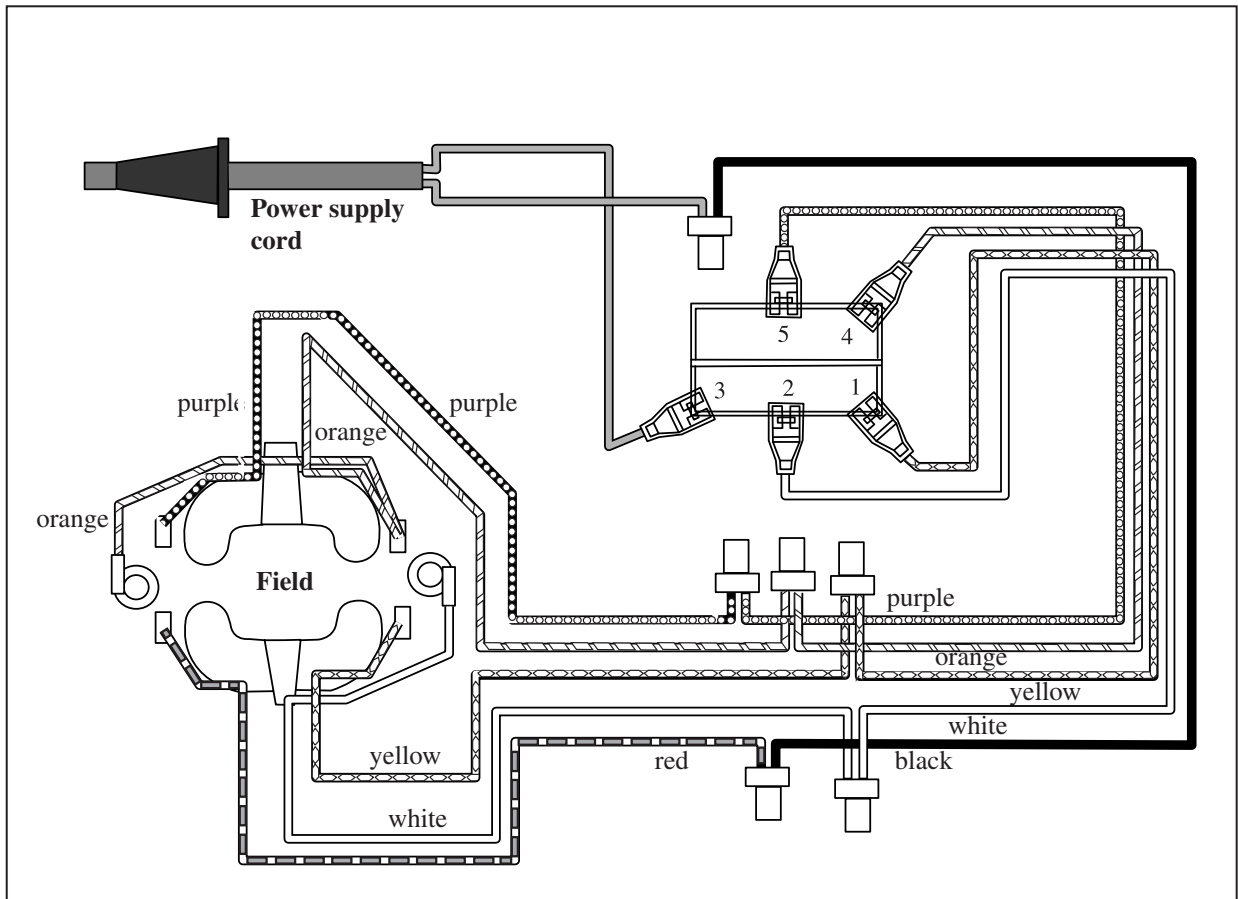 Power supply
cord
5
4
3
2
1
purple
purple
orange
orange
Field
purple
orange
yellow
white
yellow
red
black
white